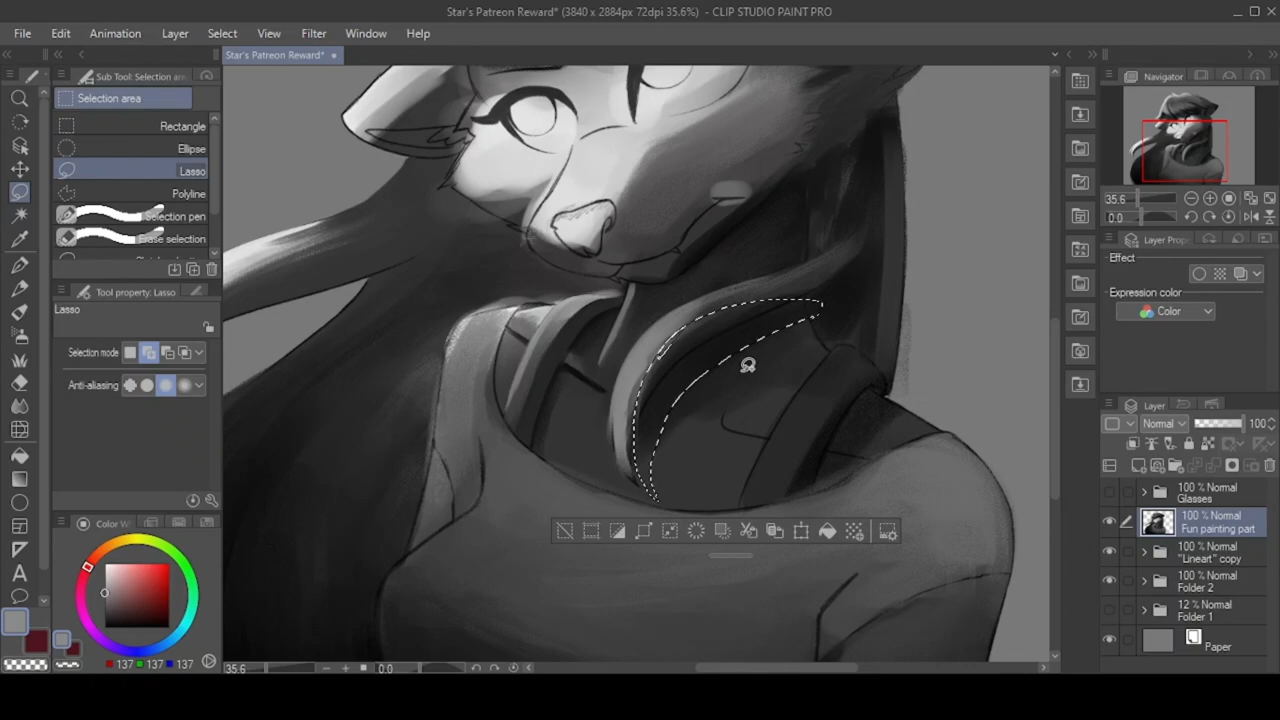 Star's Patreon Reward* (3840 x 2884px 72dpi 35.6%) - CLIP STUDIO PAINT PRO
File Edit Animation Layer Select View Filter Window Help
Star's Patreon Reward*
Sub Tool: Selection are
Selection area
Rectangle
Ellipse
Lasso
Polyline
Selection pen
Erase selection
Tool property: Lasso
Lasso
Selection mode
Anti-aliasing
Color W
137 137 137
35.6 0.0
Navigator
35.6
0.0
Layer Prop
Effect
Expression color
Color
Layer
Normal 100
100 % Normal
Glasses
100 % Normal
Fun painting part
100 % Normal
"Lineart" copy
100 % Normal
Folder 2
12 % Normal
Folder 1
Paper